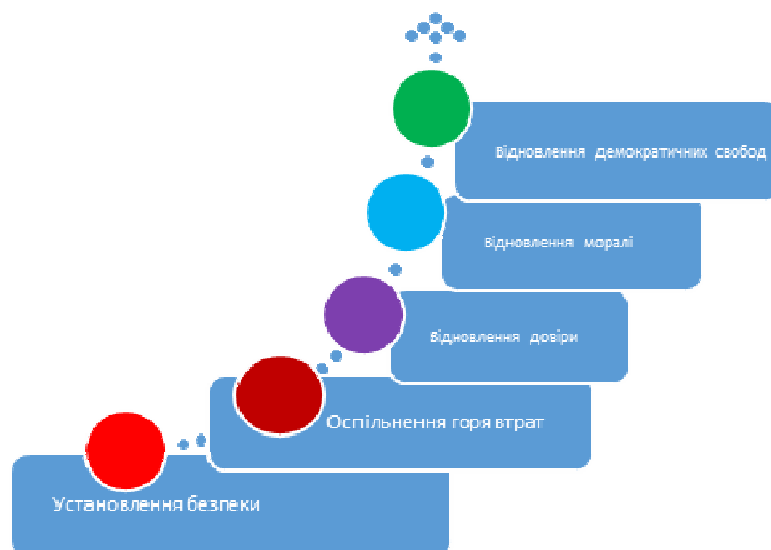 Відновлення демократичних свобод
Відновлення моралі
Відновлення довіри
Оспільнення горя втрат
Установлення безпеки